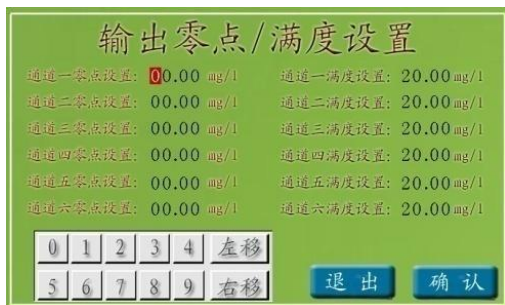 输出零点/满度设置
通道一零点设置: 00.00 mg/l 通道一满度设置: 20.00 mg/l
通道二零点设置: 00.00 mg/l 通道二满度设置: 20.00 mg/l
通道三零点设置: 00.00 mg/l 通道三满度设置: 20.00 mg/l
通道四零点设置: 00.00 mg/l 通道四满度设置: 20.00 mg/l
通道五零点设置: 00.00 mg/l 通道五满度设置: 20.00 mg/l
通道六零点设置: 00.00 mg/l 通道六满度设置: 20.00 mg/l
0 1 2 3 4 左移
5 6 7 8 9 右移 退出 确认